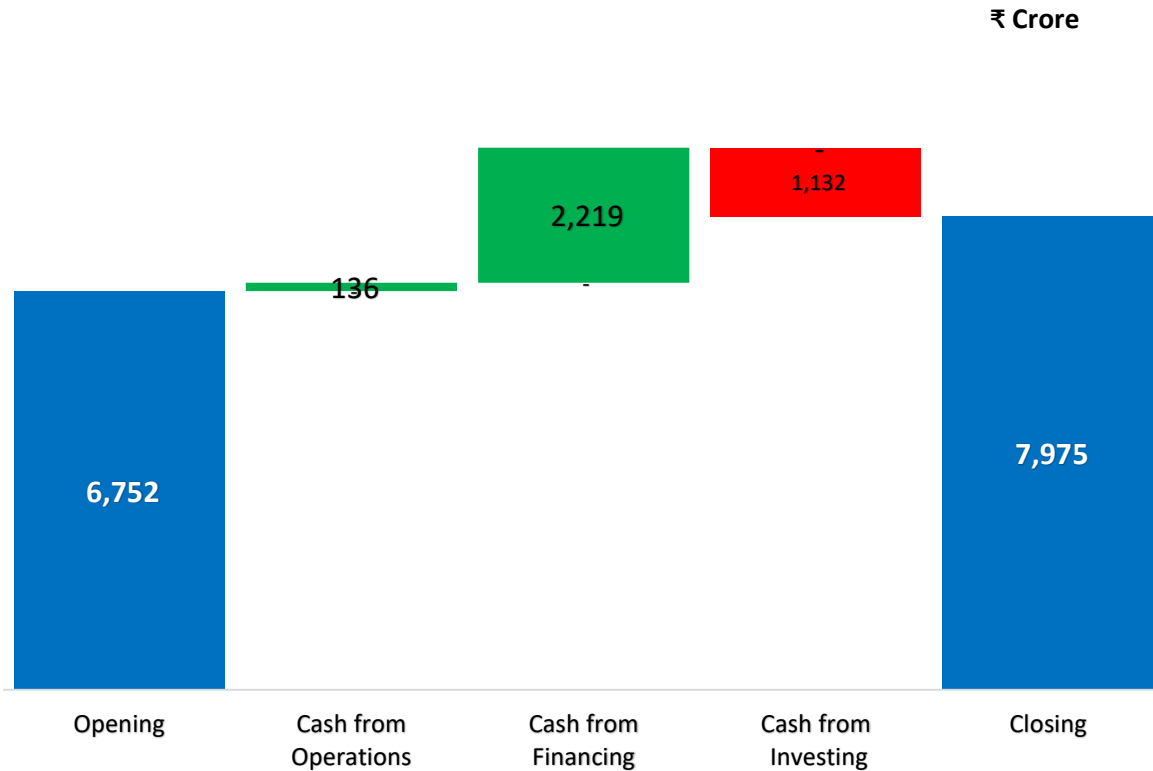 ₹ Crore
-
1,132
2,219
136
-
-
6,752
7,975
Opening
Cash from
Operations
Cash from
Financing
Cash from
Investing
Closing